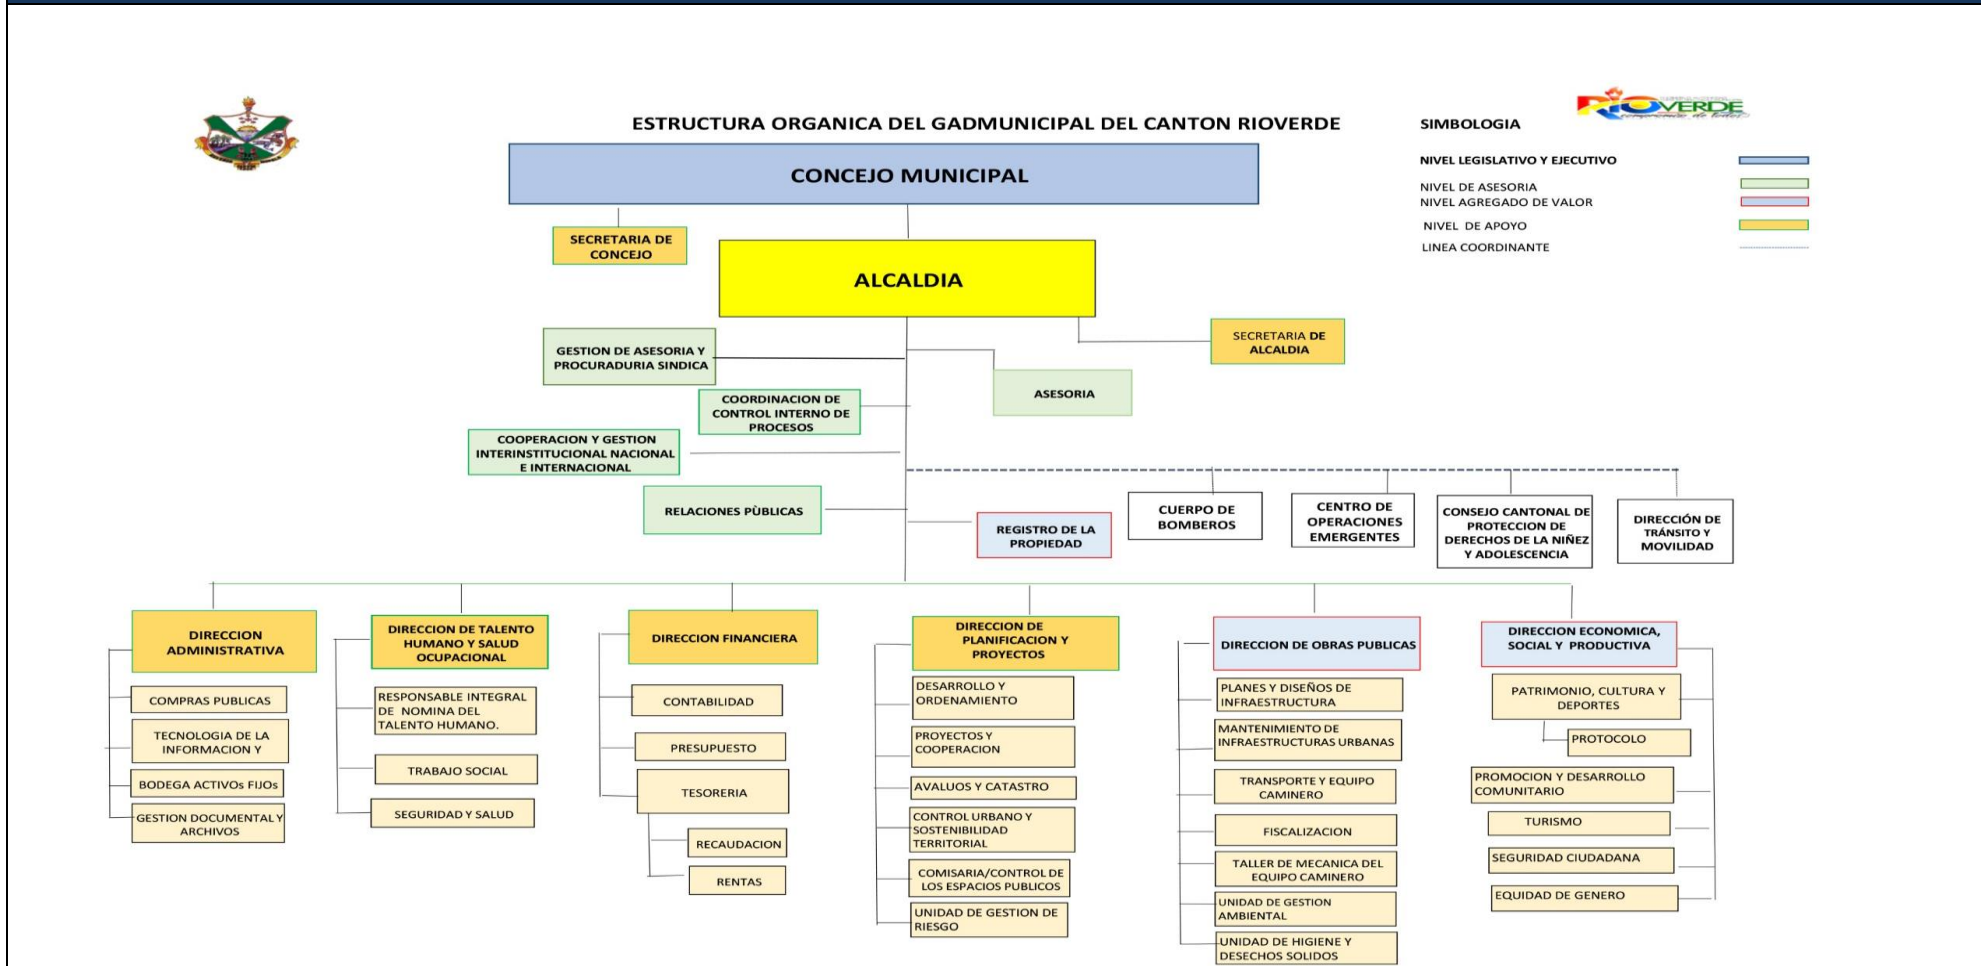 ESTRUCTURA ORGANICA DEL GADMUNICIPAL DEL CANTON RIOVERDE
RIOVERDE
compromiso de todos
SIMBOLOGIA
NIVEL LEGISLATIVO Y EJECUTIVO
NIVEL DE ASESORIA
NIVEL AGREGADO DE VALOR
NIVEL DE APOYO
LINEA COORDINANTE
CONCEJO MUNICIPAL
SECRETARIA DE
CONCEJO
ALCALDIA
SECRETARIA DE
ALCALDIA
GESTION DE ASESORIA Y
PROCURADURIA SINDICA
ASESORIA
COORDINACION DE
CONTROL INTERNO DE
PROCESOS
COOPERACION Y GESTION
INTERINSTITUCIONAL NACIONAL
E INTERNACIONAL
RELACIONES PÙBLICAS
REGISTRO DE LA
PROPIEDAD
CUERPO DE
BOMBEROS
CENTRO DE
OPERACIONES
EMERGENTES
CONSEJO CANTONAL DE
PROTECCION DE
DERECHOS DE LA NIÑEZ
Y ADOLESCENCIA
DIRECCIÓN DE
TRÁNSITO Y
MOVILIDAD
DIRECCION
ADMINISTRATIVA
COMPRAS PUBLICAS
TECNOLOGIA DE LA
INFORMACION Y
BODEGA ACTIVOs FIJOs
GESTION DOCUMENTAL Y
ARCHIVOS
DIRECCION DE TALENTO
HUMANO Y SALUD
OCUPACIONAL
RESPONSABLE INTEGRAL
DE NOMINA DEL
TALENTO HUMANO.
TRABAJO SOCIAL
SEGURIDAD Y SALUD
DIRECCION FINANCIERA
CONTABILIDAD
PRESUPUESTO
TESORERIA
RECAUDACION
RENTAS
DIRECCION DE
PLANIFICACION Y
PROYECTOS
DESARROLLO Y
ORDENAMIENTO
PROYECTOS Y
COOPERACION
AVALUOS Y CATASTRO
CONTROL URBANO Y
SOSTENIBILIDAD
TERRITORIAL
COMISARIA/CONTROL DE
LOS ESPACIOS PUBLICOS
UNIDAD DE GESTION DE
RIESGO
DIRECCION DE OBRAS PUBLICAS
PLANES Y DISEÑOS DE
INFRAESTRUCTURA
MANTENIMIENTO DE
INFRAESTRUCTURAS URBANAS
TRANSPORTE Y EQUIPO
CAMINERO
FISCALIZACION
TALLER DE MECANICA DEL
EQUIPO CAMINERO
UNIDAD DE GESTION
AMBIENTAL
UNIDAD DE HIGIENE Y
DESECHOS SOLIDOS
DIRECCION ECONOMICA,
SOCIAL Y PRODUCTIVA
PATRIMONIO, CULTURA Y
DEPORTES
PROTOCOLO
PROMOCION Y DESARROLLO
COMUNITARIO
TURISMO
SEGURIDAD CIUDADANA
EQUIDAD DE GENERO